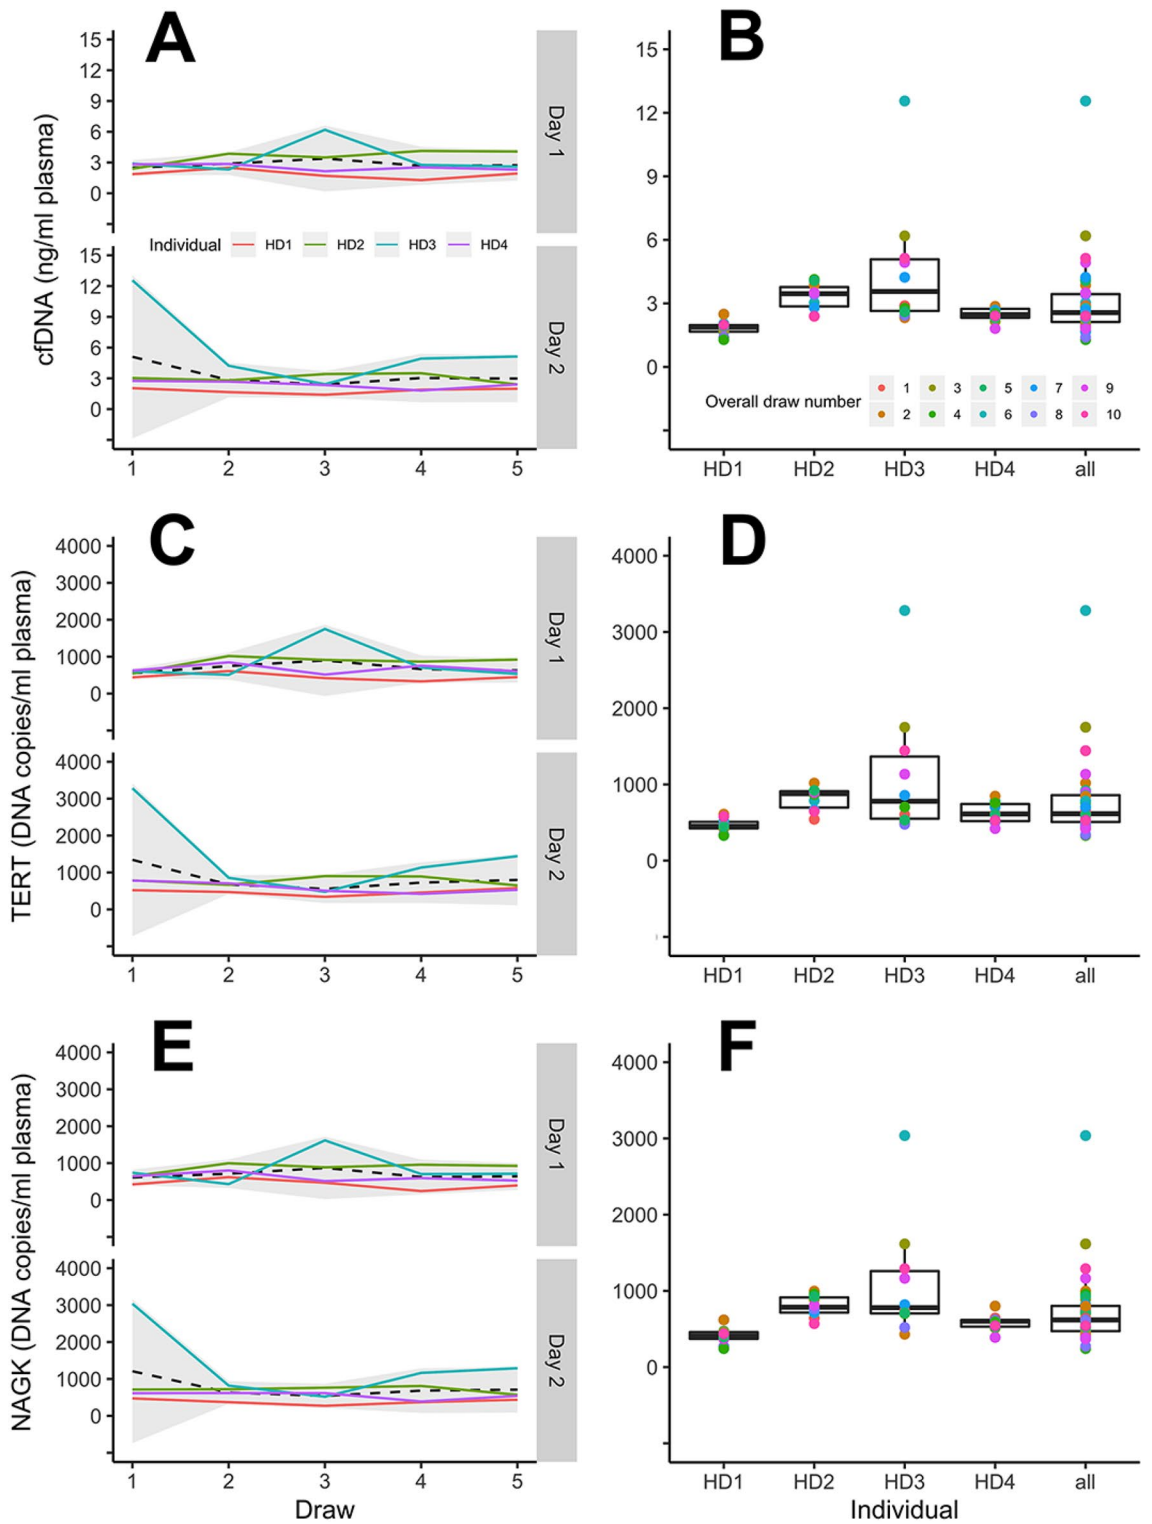 A
15
12
9
6
3
0
Day 1
Individual HD1 HD2 HD3 HD4
15
12
9
6
3
0
Day 2
1 2 3 4 5
cfDNA (ng/ml plasma)
B
15
12
9
6
3
0
Overall draw number
1 3 5 7 9
2 4 6 8 10
HD1 HD2 HD3 HD4 all
C
4000
3000
2000
1000
0
Day 1
4000
3000
2000
1000
0
Day 2
1 2 3 4 5
TERT (DNA copies/ml plasma)
D
4000
3000
2000
1000
0
HD1 HD2 HD3 HD4 all
E
4000
3000
2000
1000
0
Day 1
4000
3000
2000
1000
0
Day 2
1 2 3 4 5
Draw
NAGK (DNA copies/ml plasma)
F
4000
3000
2000
1000
0
HD1 HD2 HD3 HD4 all
Individual